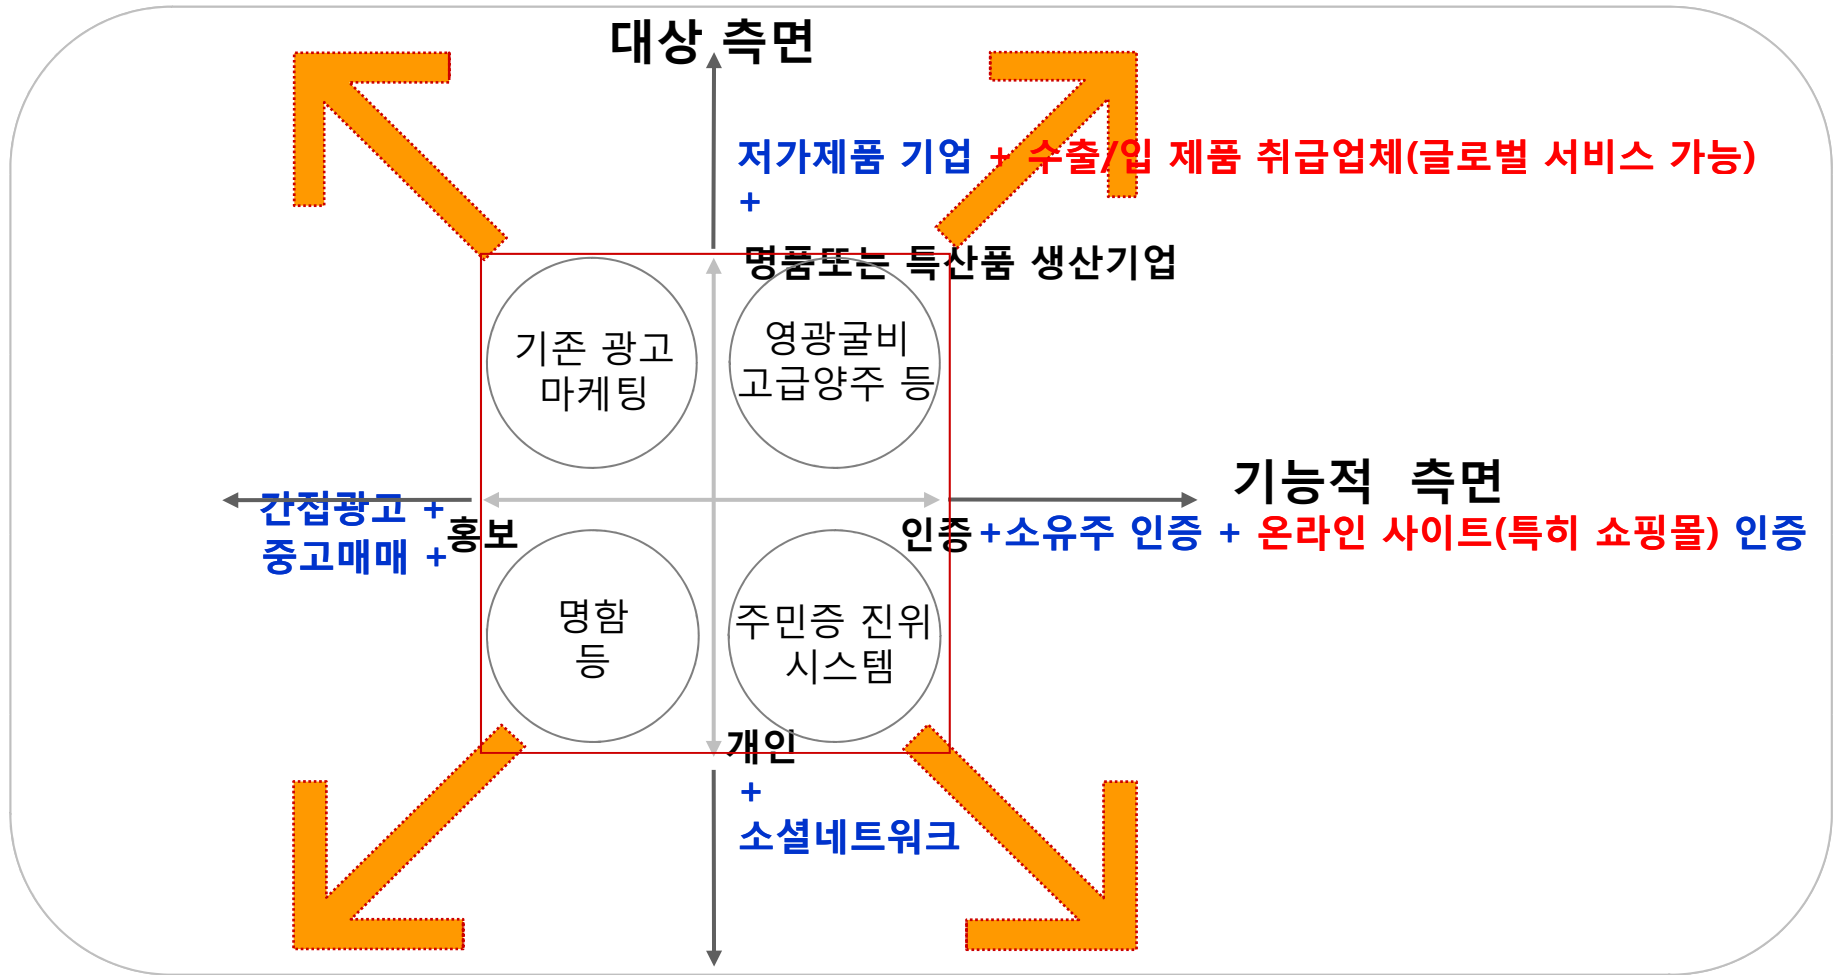 대상 측면
저가제품 기업 + 수출/입 제품 취급업체(글로벌 서비스 가능)
+
명품또는 특산품 생산기업
기존 광고
마케팅
영광굴비
고급양주 등
기능적 측면
간접광고 +
중고매매 +
홍보
인증
+소유주 인증 + 온라인 사이트(특히 쇼핑몰) 인증
명함
등
주민증 진위
시스템
개인
+
소셜네트워크